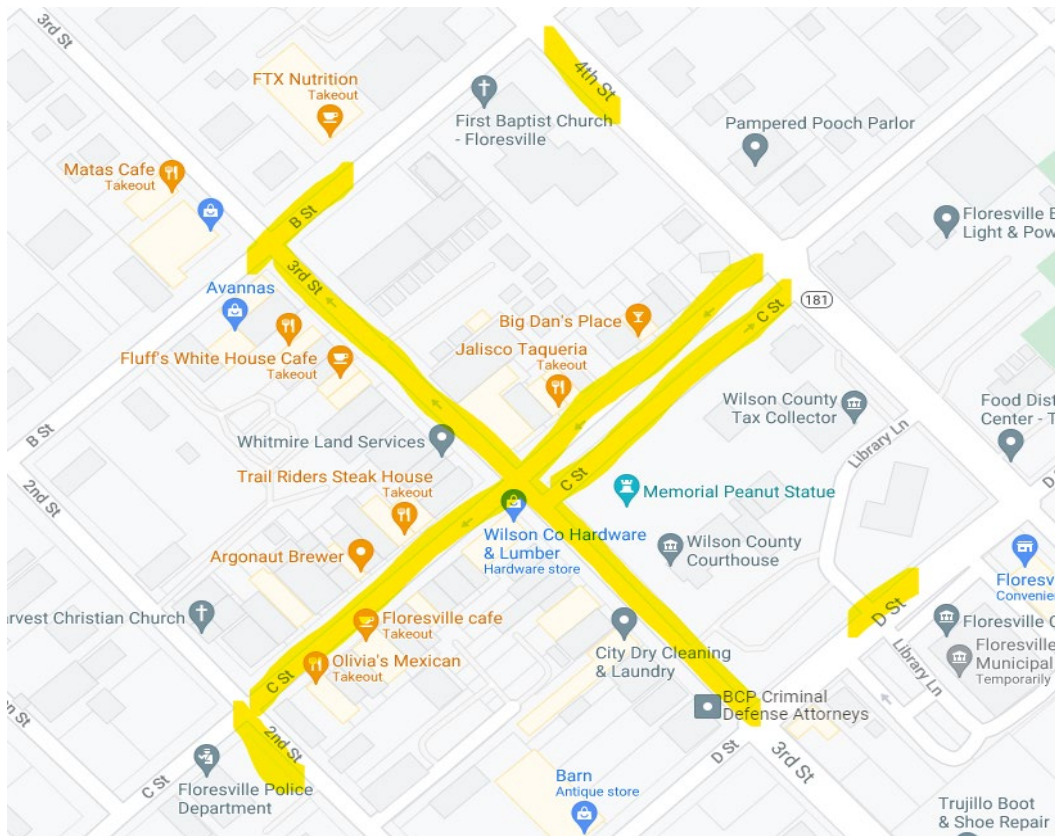 3rd St
FTX Nutrition
Takeout
4th St
First Baptist Church
- Floresville
Pampered Pooch Parlor
Matas Cafe
Takeout
B St
Floresville E
Light & Pow
3rd St
Avannas
181
C St
Big Dan's Place
Jalisco Taqueria
Takeout
Fluff's White House Cafe
Takeout
Wilson County
Tax Collector
Food Dist
Center - T
Library Ln
B St
Whitmire Land Services
Trail Riders Steak House
Takeout
C St
Memorial Peanut Statue
2nd St
Wilson Co Hardware
& Lumber
Hardware store
Wilson County
Courthouse
Argonaut Brewer
Floresv
Convenie
arvest Christian Church
Floresville cafe
Takeout
D St
Floresville C
Floresville
Municipal
Temporarily
City Dry Cleaning
& Laundry
Olivia's Mexican
Takeout
C St
Library Ln
BCP Criminal
Defense Attorneys
2nd St
D St
3rd St
C St
Floresville Police
Department
Barn
Antique store
Trujillo Boot
& Shoe Repair